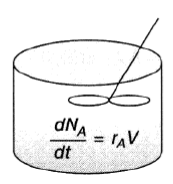 dN_A/dt = r_A V